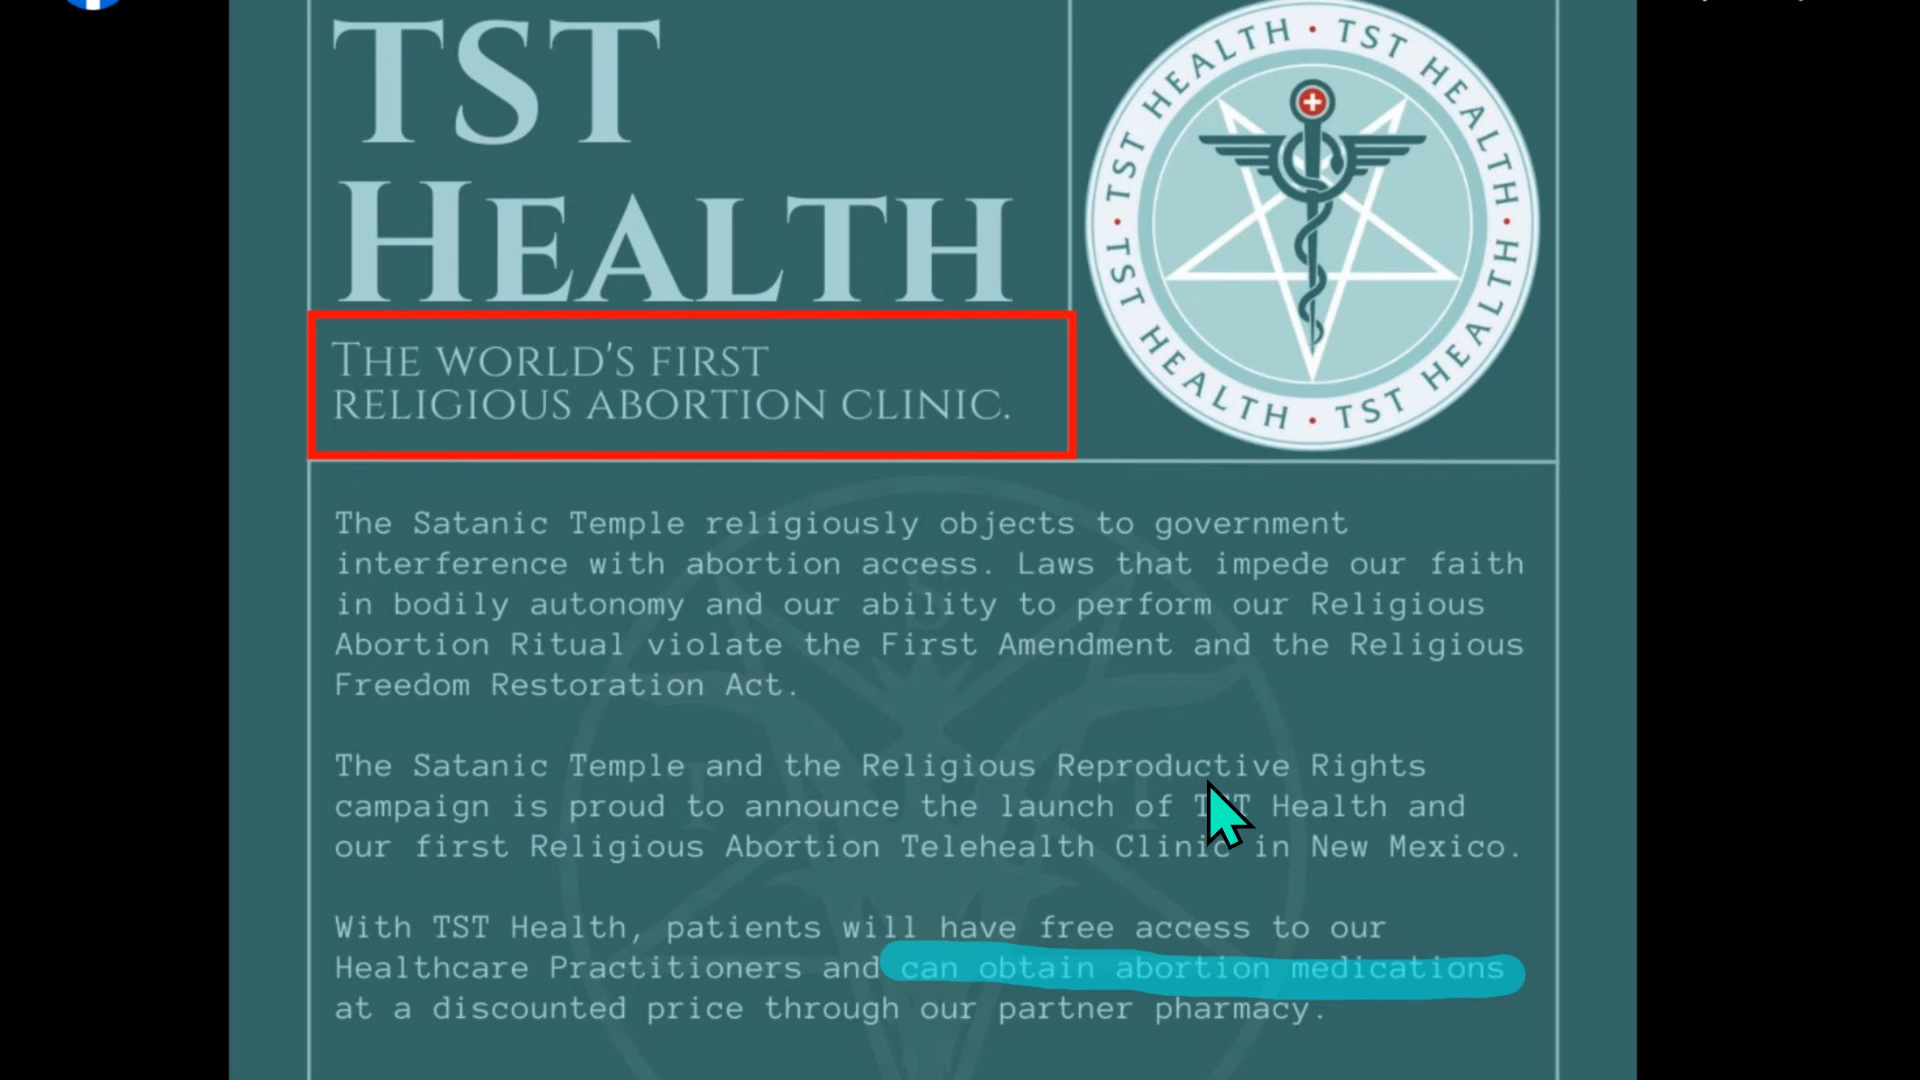 TST
HEALTH
THE WORLD'S FIRST
RELIGIOUS ABORTION CLINIC.
TST HEALTH • TST HEALTH • TST HEALTH • TST HEALTH •
The Satanic Temple religiously objects to government
interference with abortion access. Laws that impede our faith
in bodily autonomy and our ability to perform our Religious
Abortion Ritual violate the First Amendment and the Religious
Freedom Restoration Act.
The Satanic Temple and the Religious Reproductive Rights
campaign is proud to announce the launch of TST Health and
our first Religious Abortion Telehealth Clinic in New Mexico.
With TST Health, patients will have free access to our
Healthcare Practitioners and can obtain abortion medications
at a discounted price through our partner pharmacy.